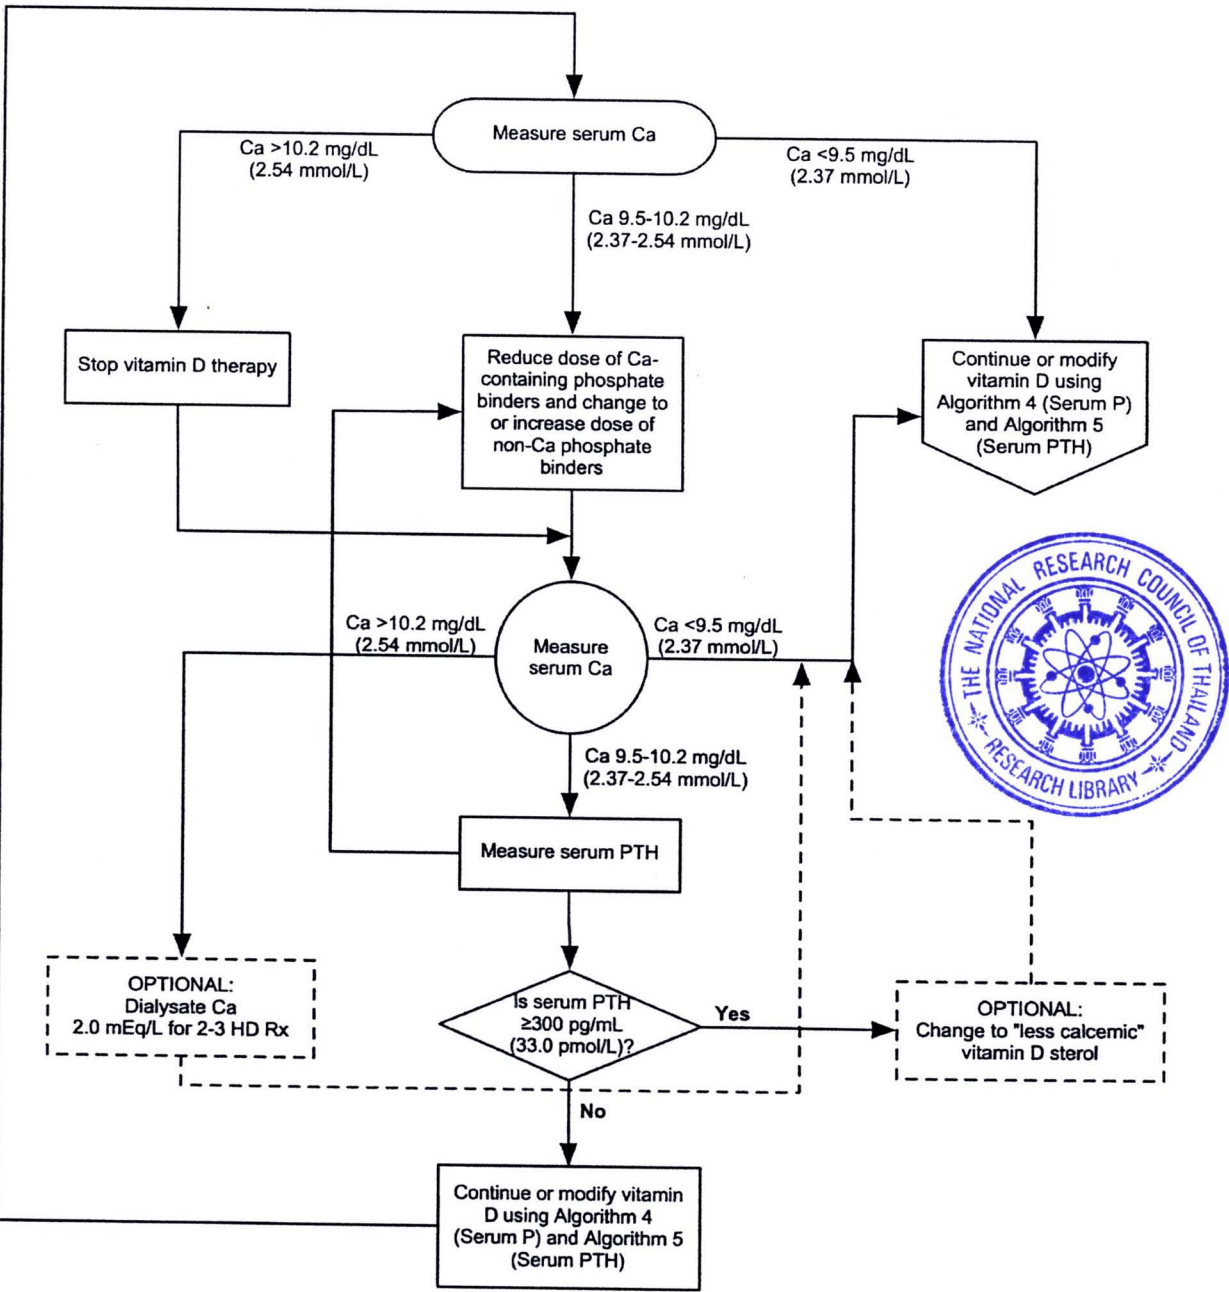 Measure serum Ca
Ca >10.2 mg/dL
(2.54 mmol/L)
Ca <9.5 mg/dL
(2.37 mmol/L)
Ca 9.5-10.2 mg/dL
(2.37-2.54 mmol/L)
Stop vitamin D therapy
Reduce dose of Ca-
containing phosphate
binders and change to
or increase dose of
non-Ca phosphate
binders
Continue or modify
vitamin D using
Algorithm 4 (Serum P)
and Algorithm 5
(Serum PTH)
THE NATIONAL RESEARCH COUNCIL OF THAILAND
RESEARCH LIBRARY
Ca >10.2 mg/dL
(2.54 mmol/L)
Measure
serum Ca
Ca <9.5 mg/dL
(2.37 mmol/L)
Ca 9.5-10.2 mg/dL
(2.37-2.54 mmol/L)
Measure serum PTH
OPTIONAL:
Dialysate Ca
2.0 mEq/L for 2-3 HD Rx
Is serum PTH
≥300 pg/mL
(33.0 pmol/L)?
Yes
OPTIONAL:
Change to "less calcemic"
vitamin D sterol
No
Continue or modify vitamin
D using Algorithm 4
(Serum P) and Algorithm 5
(Serum PTH)